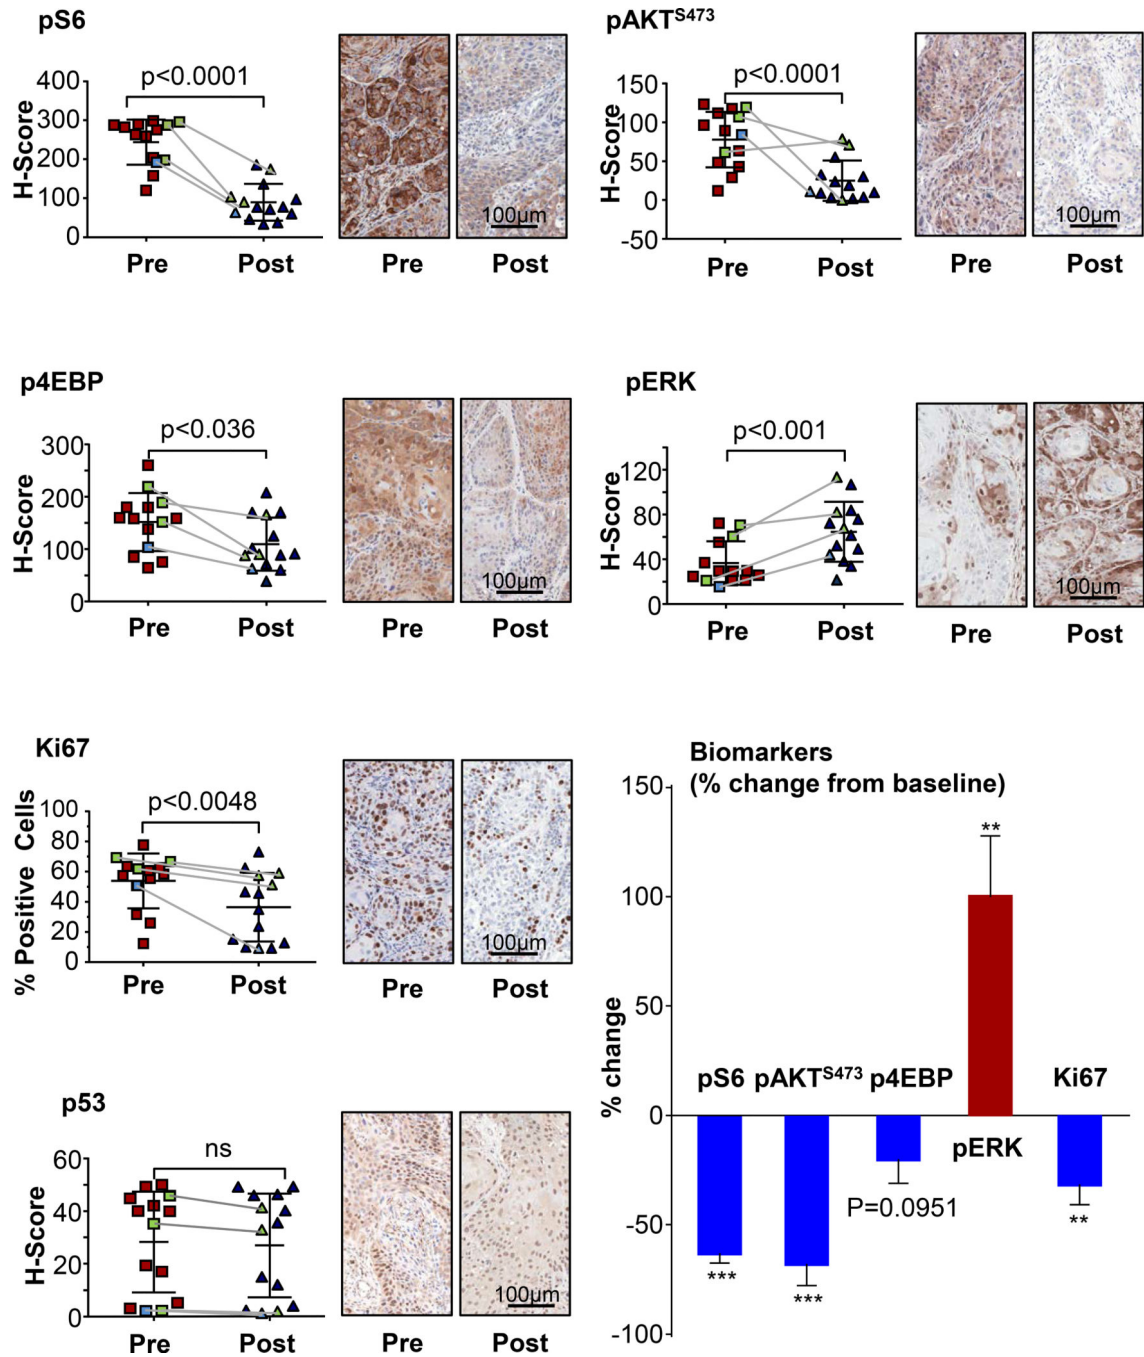 pS6
H-Score
400
300
200
100
0
p<0.0001
Pre
Post
100μm
Pre
Post
pAKTS473
H-Score
150
100
50
0
-50
p<0.0001
Pre
Post
100μm
Pre
Post
p4EBP
H-Score
300
200
100
0
p<0.036
Pre
Post
100μm
Pre
Post
pERK
H-Score
120
80
40
0
p<0.001
Pre
Post
100μm
Pre
Post
Ki67
% Positive Cells
100
80
60
40
20
0
p<0.0048
Pre
Post
100μm
Pre
Post
p53
H-Score
60
40
20
0
ns
Pre
Post
100μm
Pre
Post
Biomarkers
(% change from baseline)
% change
150
100
50
0
-50
-100
pS6
pAKTS473
p4EBP
pERK
Ki67
***
***
P=0.0951
**
**